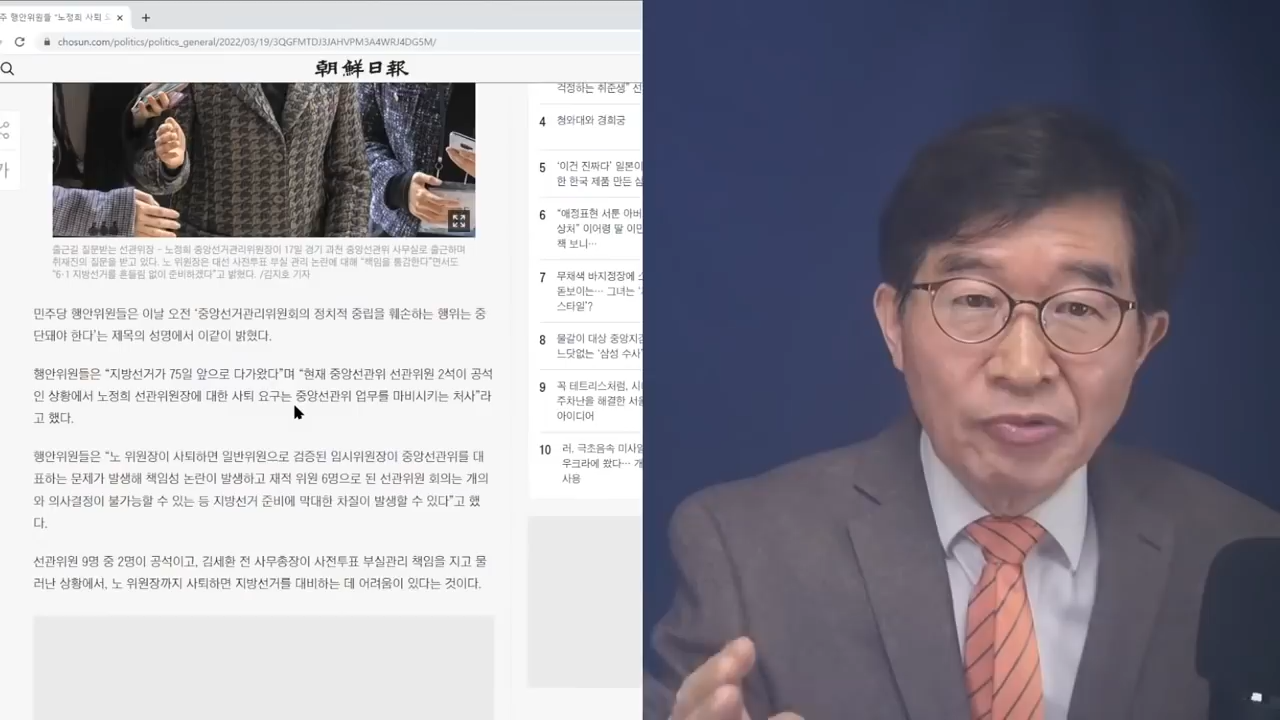 주 행안위원들 "노정희 사퇴
chosun.com/politics/politics_general/2022/03/19/3QGFMTDJ3JAHVPM3A4WRJ4DG5M/
朝鮮日報
가
출근길 질문받는 선관위장 - 노정희 중앙선거관리위원장이 17일 경기 과천 중앙선관위 사무실로 출근하며
취재진의 질문을 받고 있다. 노 위원장은 대선 사전투표 부실 관리 논란에 대해 "책임을 통감한다"면서도
"6·1 지방선거를 흔들림 없이 준비하겠다"고 밝혔다. /김지호 기자
민주당 행안위원들은 이날 오전 '중앙선거관리위원회의 정치적 중립을 훼손하는 행위는 중
단돼야 한다'는 제목의 성명에서 이같이 밝혔다.
행안위원들은 "지방선거가 75일 앞으로 다가왔다"며 "현재 중앙선관위 선관위원 2석이 공석
인 상황에서 노정희 선관위원장에 대한 사퇴 요구는 중앙선관위 업무를 마비시키는 처사"라
고 했다.
행안위원들은 "노 위원장이 사퇴하면 일반위원으로 검증된 임시위원장이 중앙선관위를 대
표하는 문제가 발생해 책임성 논란이 발생하고 재적 위원 6명으로 된 선관위원 회의는 개의
와 의사결정이 불가능할 수 있는 등 지방선거 준비에 막대한 차질이 발생할 수 있다"고 했
다.
선관위원 9명 중 2명이 공석이고, 김세환 전 사무총장이 사전투표 부실관리 책임을 지고 물
러난 상황에서, 노 위원장까지 사퇴하면 지방선거를 대비하는 데 어려움이 있다는 것이다.
걱정하는 취준생" 선
4 청와대와 경희궁
5 '이건 진짜다' 일본이
한 한국 제품 만든 삼
6 "애정표현 서툰 아버
상처" 이어령 딸 이민
책 보니…
7 무채색 바지정장에 스
돋보이는… 그녀는
스타일'?
8 물갈이 대상 중앙지검
느닷없는 '삼성 수사'
9 꼭 테트리스처럼, 시
주차난을 해결한 서울
아이디어
10 러, 극초음속 미사일
우크라에 쐈다… 개
사용